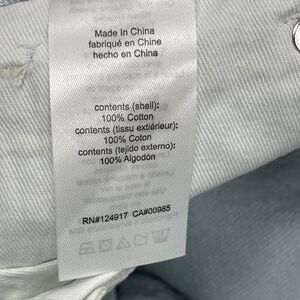 Made In China
fabriqué en Chine
hecho en China
contents (shell):
100% Cotton
contents (tissu extérieur):
100% Coton
contents (tejido externo):
100% Algodón
RN#124917 CA#00985